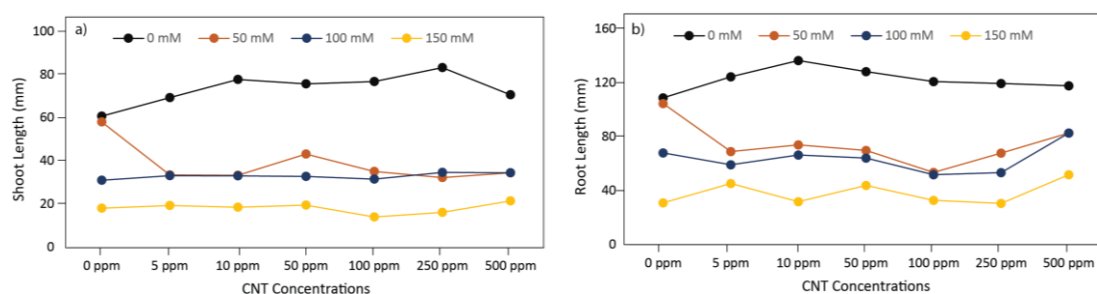 a)
0 mM 50 mM 100 mM 150 mM
Shoot Length (mm)
100
80
60
40
20
0
0 ppm 5 ppm 10 ppm 50 ppm 100 ppm 250 ppm 500 ppm
CNT Concentrations
b)
0 mM 50 mM 100 mM 150 mM
Root Length (mm)
160
120
80
40
0
0 ppm 5 ppm 10 ppm 50 ppm 100 ppm 250 ppm 500 ppm
CNT Concentrations